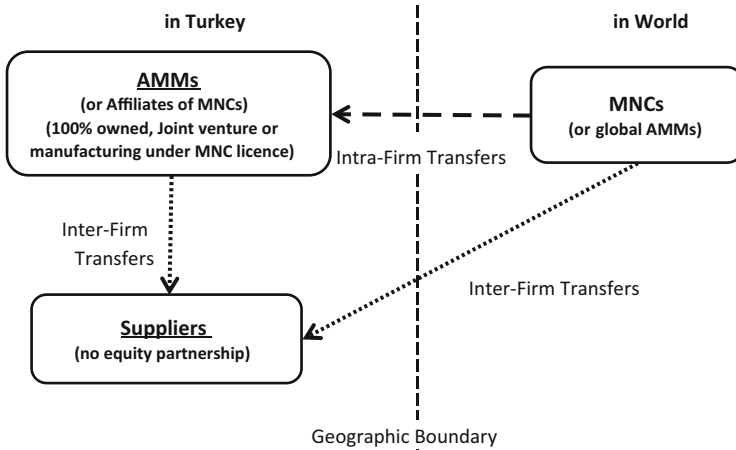 in Turkey
in World
AMMs
(or Affiliates of MNCs)
(100% owned, Joint venture or
manufacturing under MNC licence)
MNCs
(or global AMMs)
Intra-Firm Transfers
Inter-Firm
Transfers
Inter-Firm Transfers
Suppliers
(no equity partnership)
Geographic Boundary